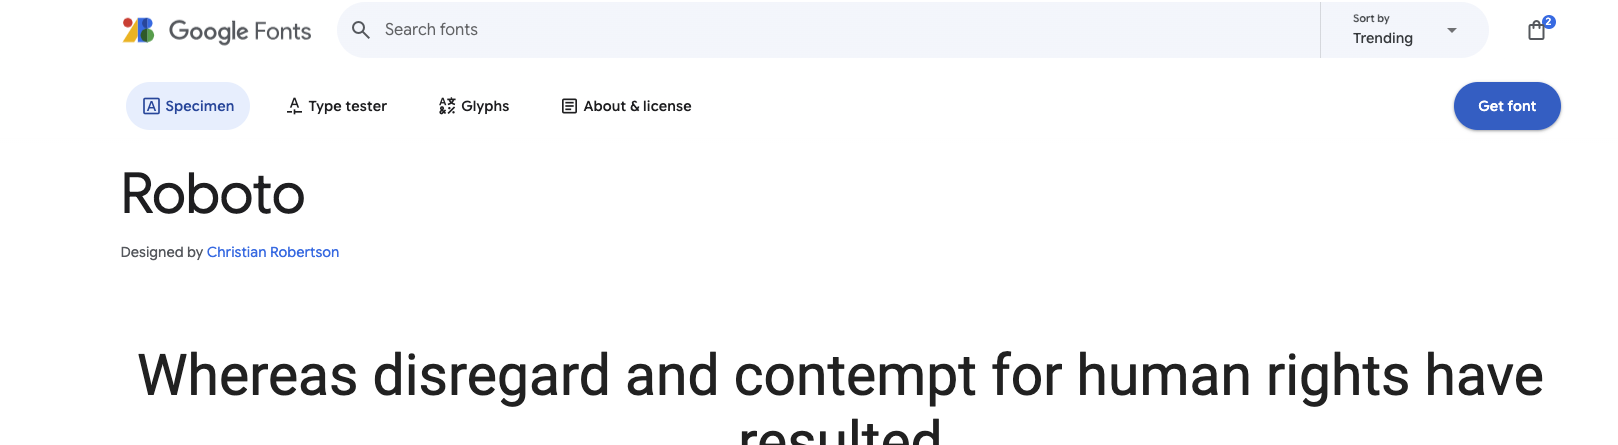 Google Fonts
Search fonts
Sort by
Trending
2
Specimen
Type tester
Glyphs
About & license
Get font
Roboto
Designed by Christian Robertson
Whereas disregard and contempt for human rights have
resulted